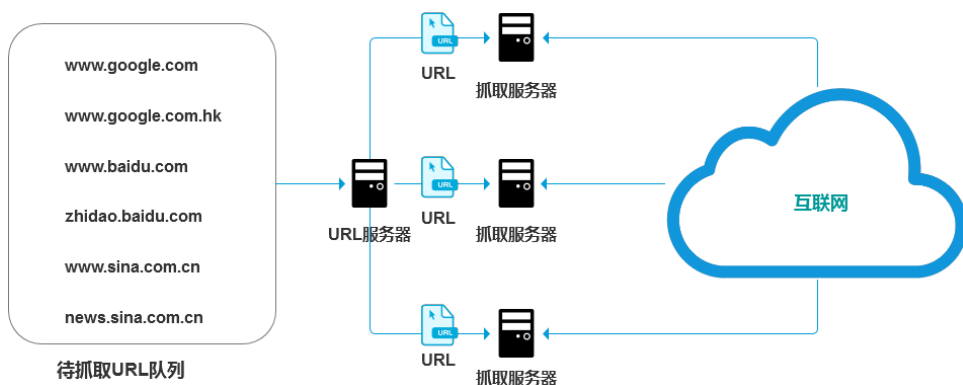 www.google.com
www.google.com.hk
www.baidu.com
zhidao.baidu.com
www.sina.com.cn
news.sina.com.cn
待抓取URL队列
URL服务器
URL
URL
抓取服务器
URL
URL
抓取服务器
URL
URL
抓取服务器
互联网